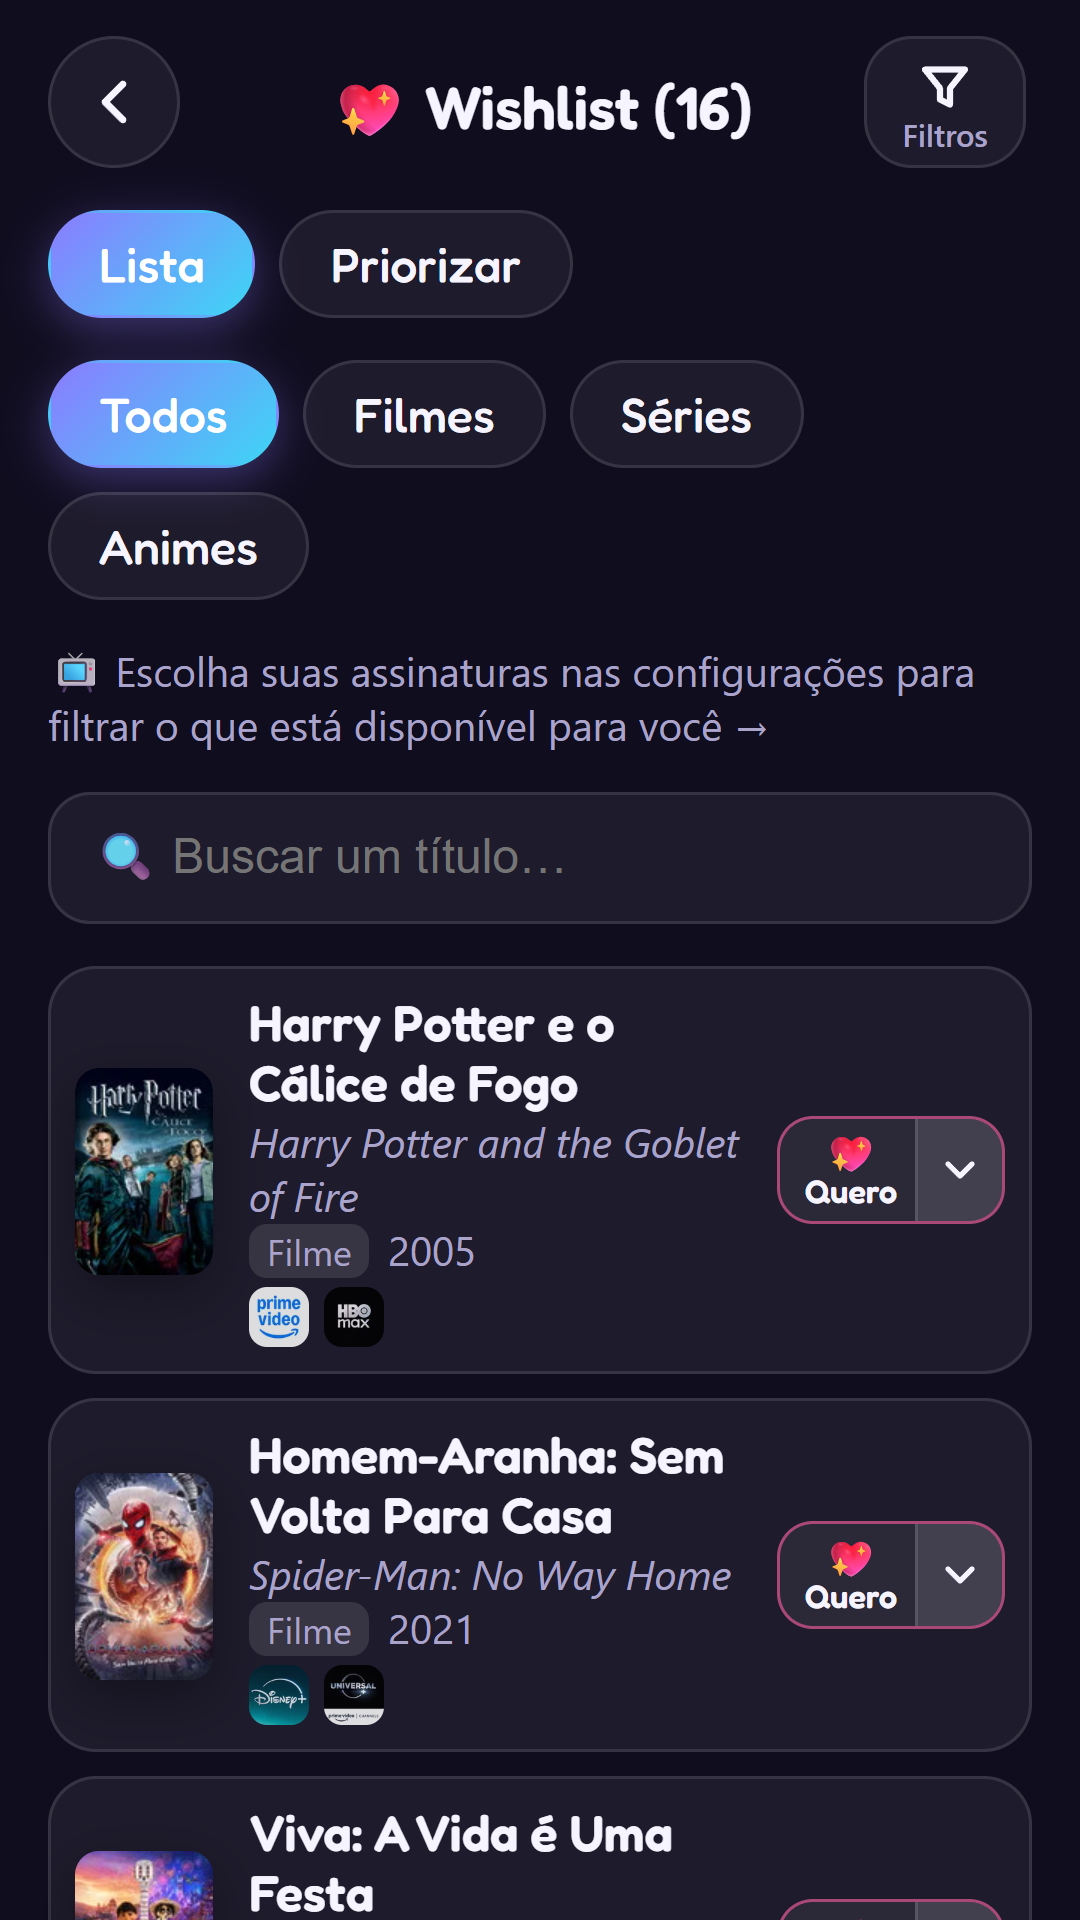 Wishlist (16)
Filtros
Lista
Priorizar
Todos
Filmes
Séries
Animes
Escolha suas assinaturas nas configurações para
filtrar o que está disponível para você →
Buscar um título...
Harry Potter e o
Cálice de Fogo
Harry Potter and the Goblet
of Fire
Filme 2005
Harry Potter
prime video
HBO max
Quero
Homem-Aranha: Sem
Volta Para Casa
Spider-Man: No Way Home
Filme 2021
Disney+
UNIVERSAL+
Quero
Viva: A Vida é Uma
Festa